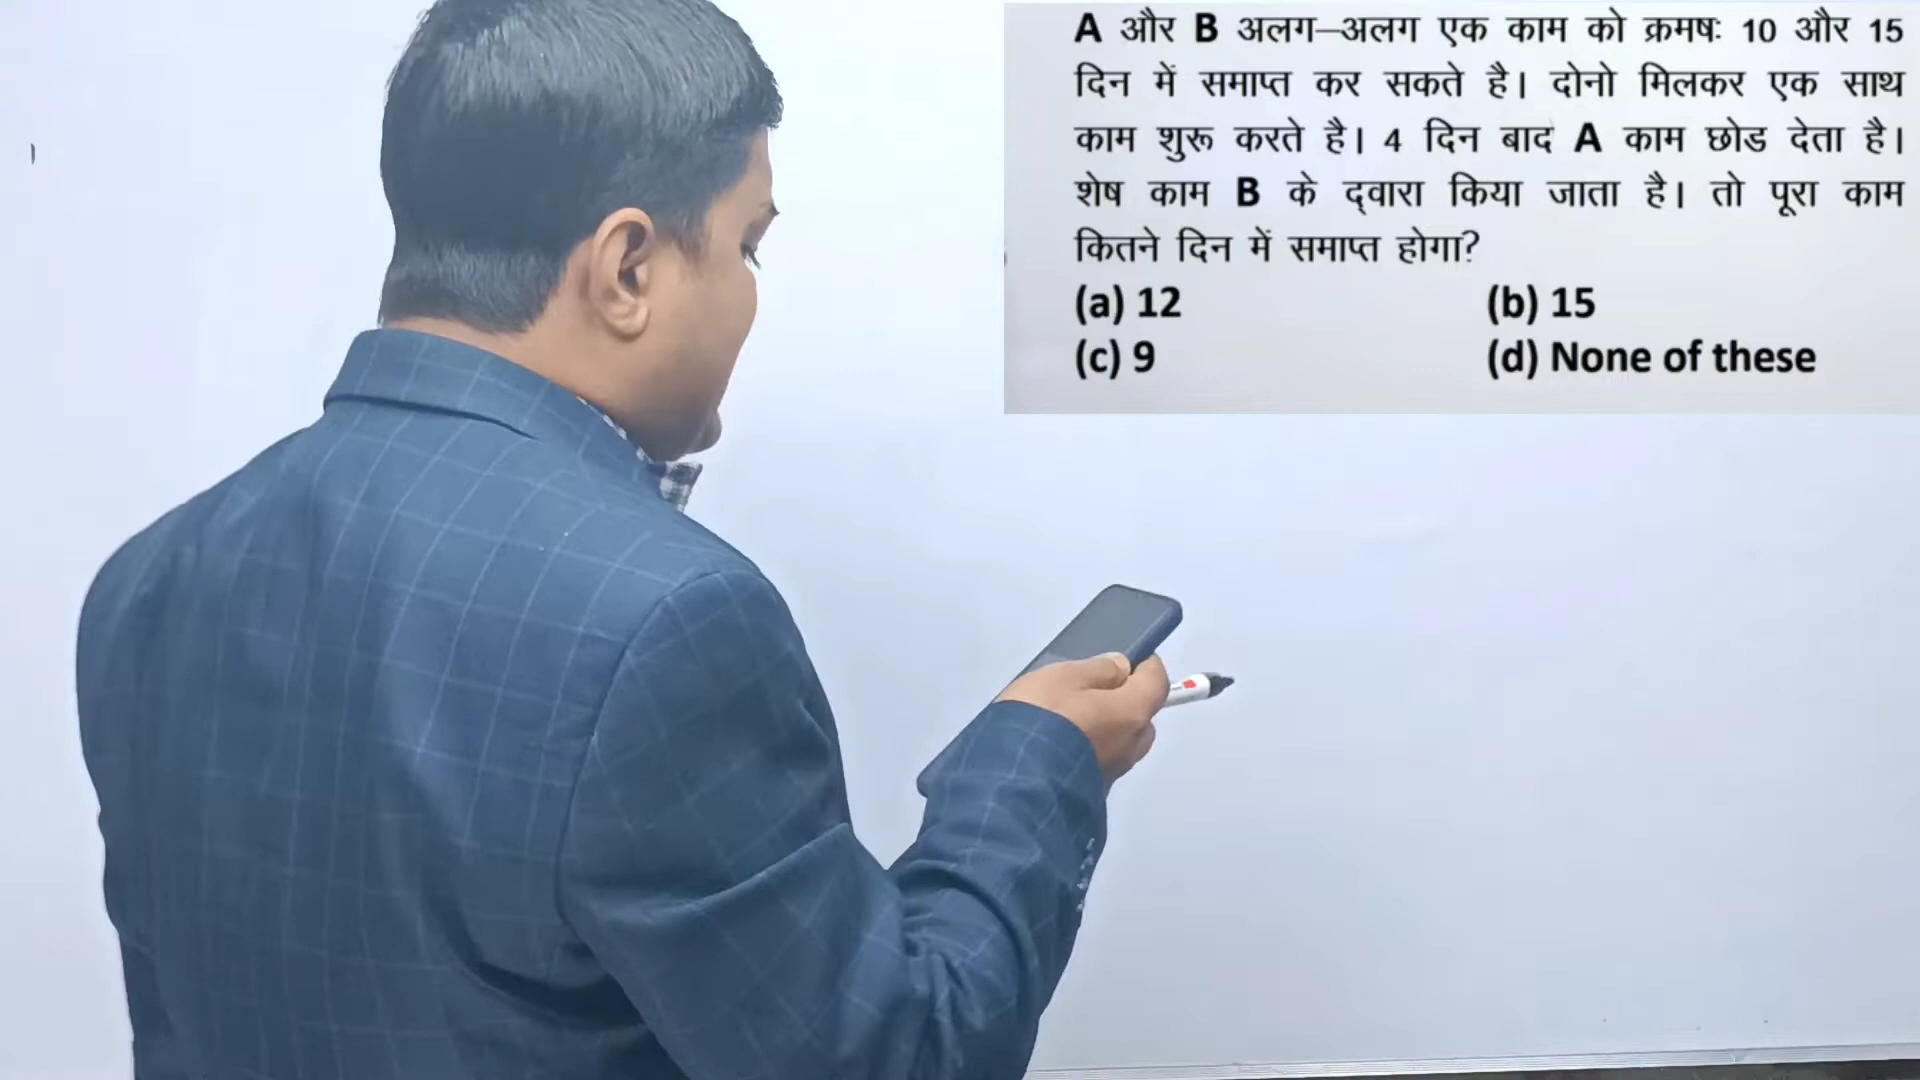 A और B अलग–अलग एक काम को क्रमषः 10 और 15
दिन में समाप्त कर सकते है। दोनो मिलकर एक साथ
काम शुरू करते है। 4 दिन बाद A काम छोड देता है।
शेष काम B के द्वारा किया जाता है। तो पूरा काम
कितने दिन में समाप्त होगा?
(a) 12 (b) 15
(c) 9 (d) None of these